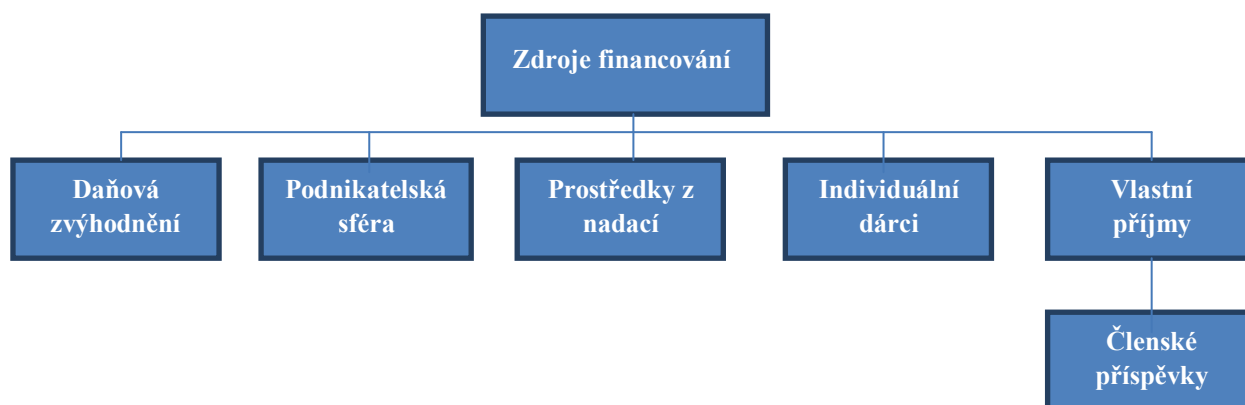 Zdroje financování
Daňová
zvýhodnění
Podnikatelská
sféra
Prostředky z
nadací
Individuální
dárci
Vlastní
příjmy
Členské
příspěvky